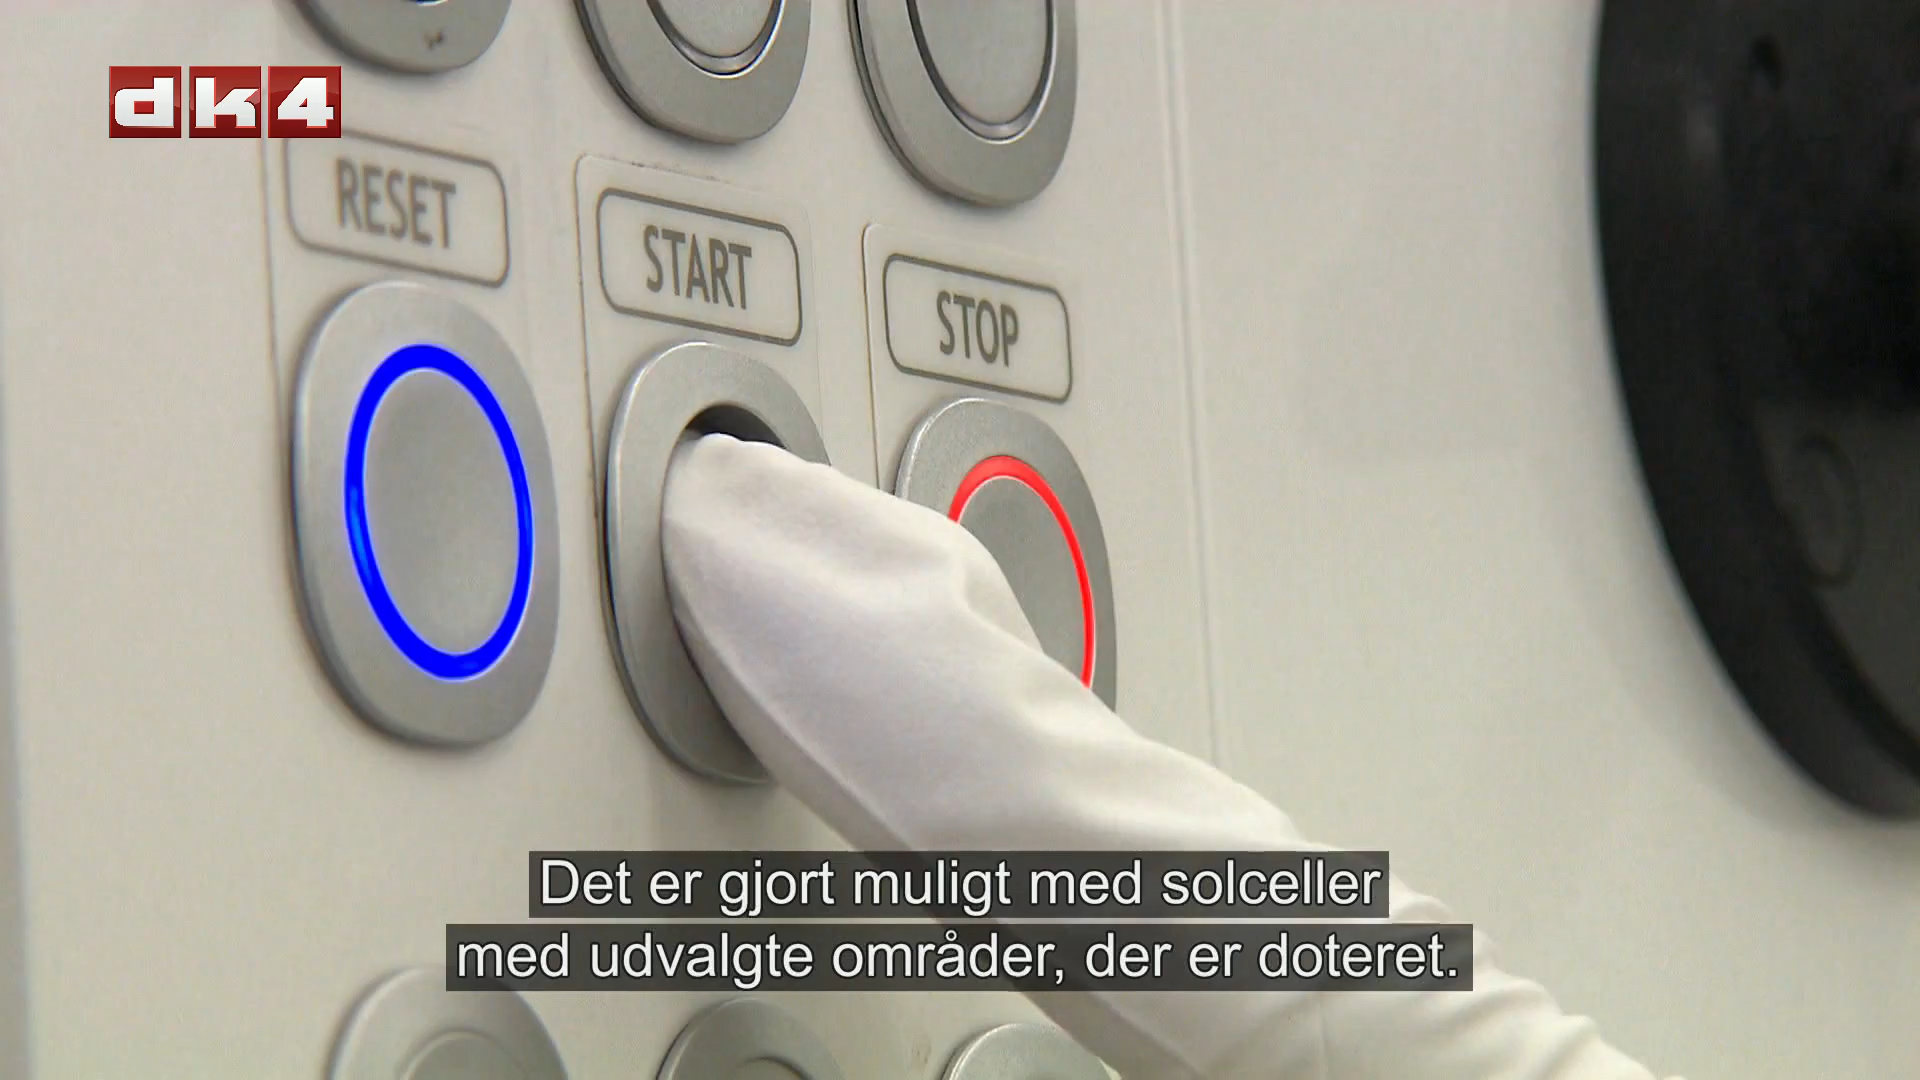 dk4
RESET
START
STOP
Det er gjort muligt med solceller
med udvalgte områder, der er doteret.